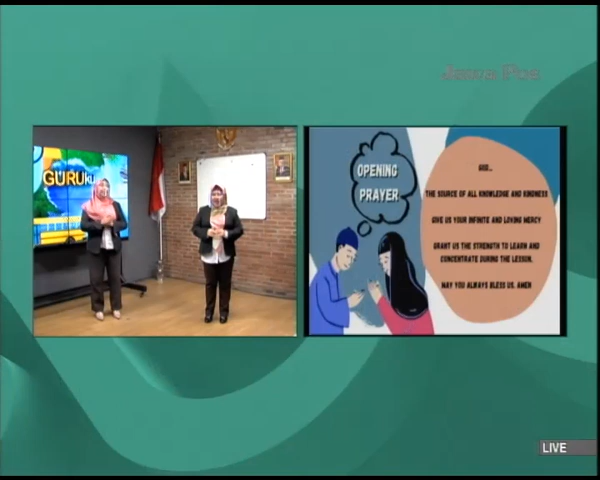 Jawa Pos
GURUku
OPENING
PRAYER
GOD...
THE SOURCE OF ALL KNOWLEDGE AND KINDNESS
GIVE US YOUR INFINITE AND LOVING MERCY
GRANT US THE STRENGTH TO LEARN AND
CONCENTRATE DURING THE LESSON.
MAY YOU ALWAYS BLESS US. AMEN
LIVE